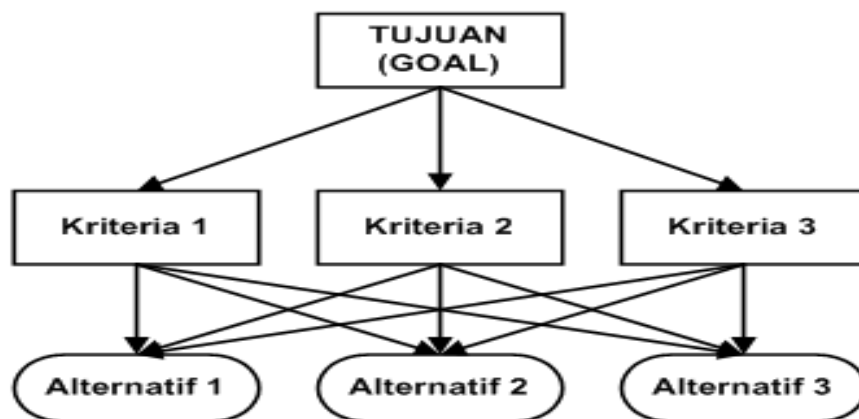 TUJUAN
(GOAL)
Kriteria 1
Kriteria 2
Kriteria 3
Alternatif 1
Alternatif 2
Alternatif 3